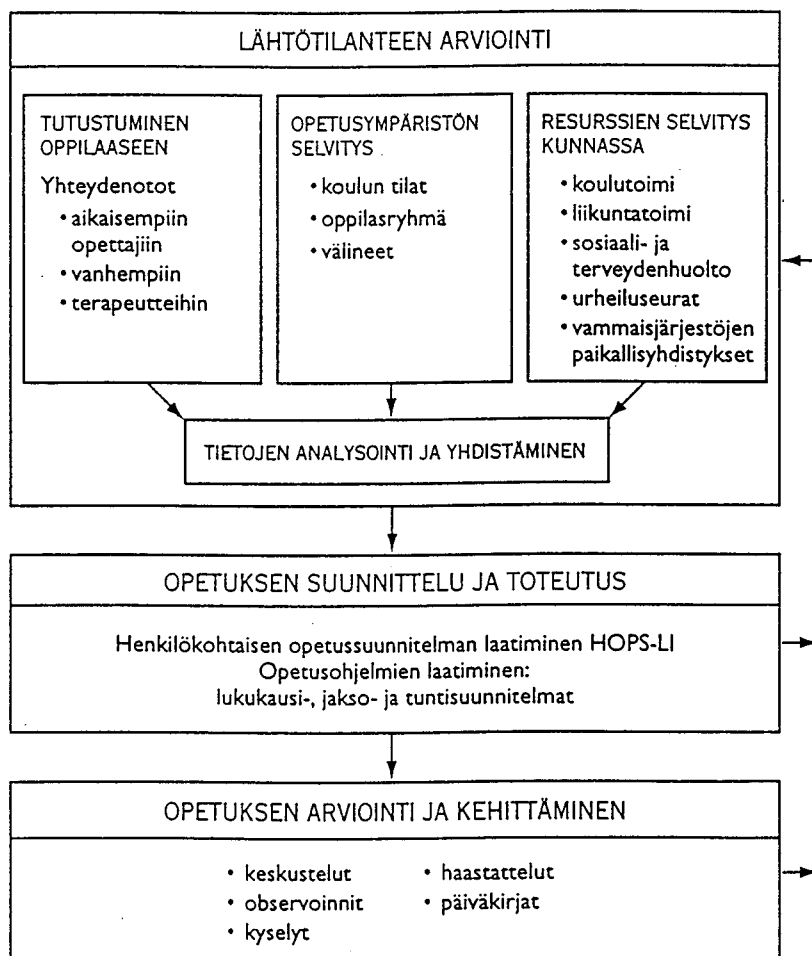 LÄHTÖTILANTEEN ARVIOINTI
TUTUSTUMINEN
OPPILAASEEN
Yhteydenotot
• aikaisempiin
opettajiin
• vanhempiin
• terapeutteihin
OPETUSYMPÄRISTÖN
SELVITYS
• koulun tilat
• oppilasryhmä
• välineet
RESURSSIEN SELVITYS
KUNNASSA
• koulutoimi
• liikuntatoimi
• sosiaali- ja
terveydenhuolto
• urheiluseurat
• vammaisjärjestöjen
paikallisyhdistykset
TIETOJEN ANALYSOINTI JA YHDISTÄMINEN
OPETUKSEN SUUNNITTELU JA TOTEUTUS
Henkilökohtaisen opetussuunnitelman laatiminen HOPS-LI
Opetusohjelmien laatiminen:
lukukausi-, jakso- ja tuntisuunnitelmat
OPETUKSEN ARVIOINTI JA KEHITTÄMINEN
• keskustelut
• observoinnit
• kyselyt
• haastattelut
• päiväkirjat